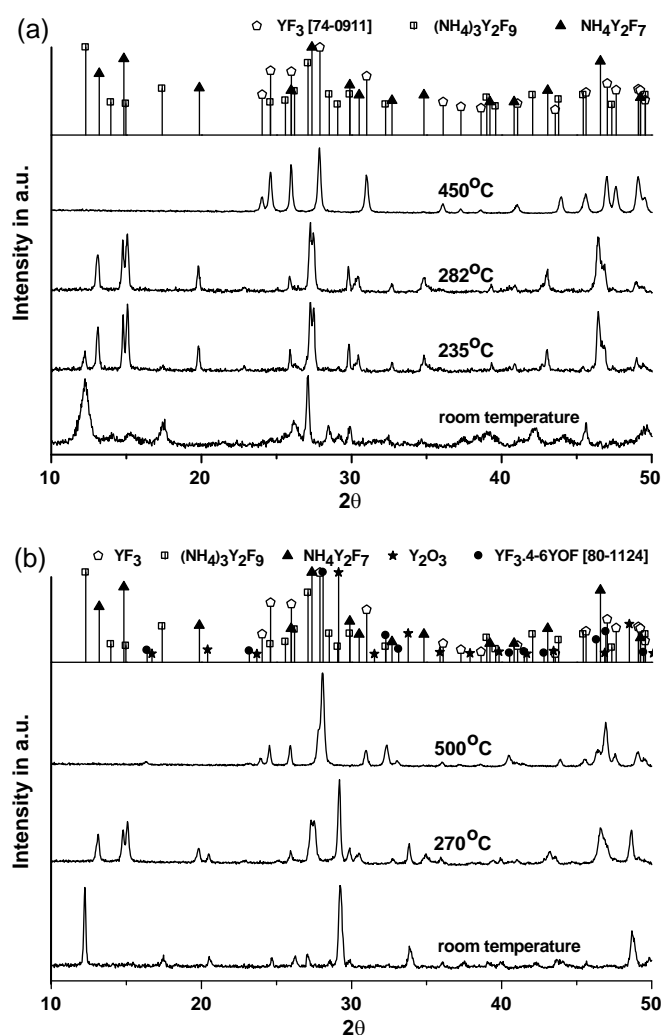 (a)
YF₃ [74-0911] (NH₄)₃Y₂F₉ NH₄Y₂F₇
450°C
282°C
235°C
room temperature
Intensity in a.u.
10 20 30 40 50
2θ
(b)
YF₃ (NH₄)₃Y₂F₉ NH₄Y₂F₇ Y₂O₃ YF₃.4-6YOF [80-1124]
500°C
270°C
room temperature
Intensity in a.u.
10 20 30 40 50
2θ